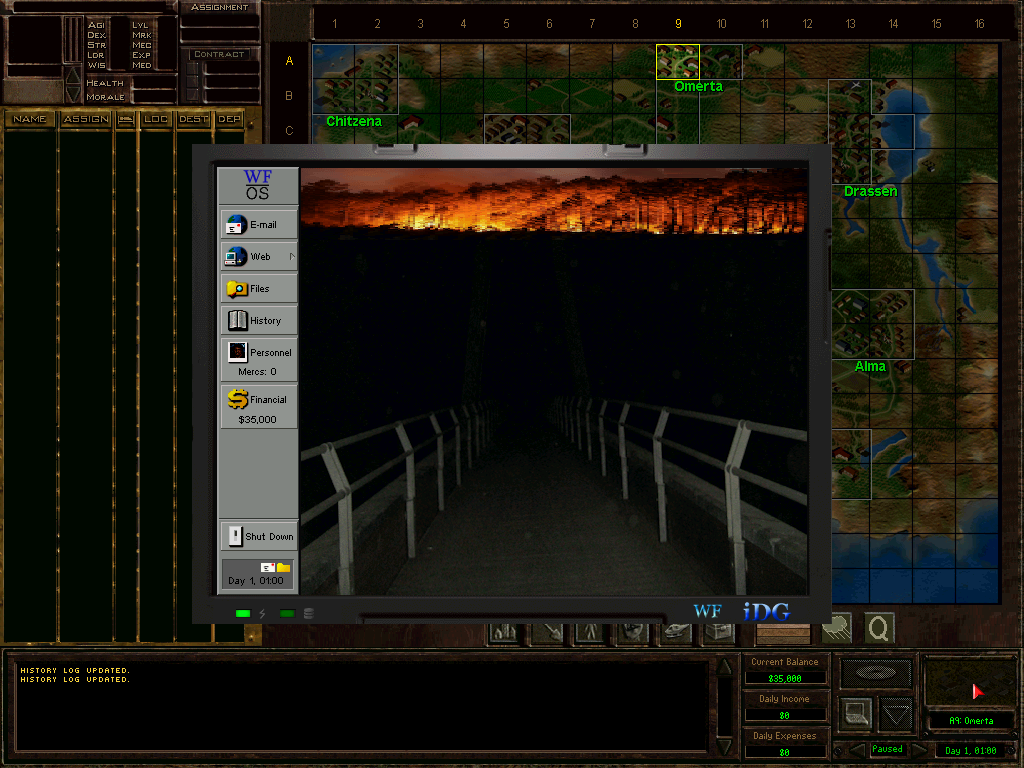 ASSIGNMENT
AGI LVL
DEX MRK
STR MEC
LDR EXP
WIS MED
HEALTH
MORALE
CONTRACT
NAME ASSIGN LOC DEST DEP
1 2 3 4 5 6 7 8 9 10 11 12 13 14 15 16
A
B
C
Omerta
Chitzena
Drassen
Alma
WF
OS
E-mail
Web
Files
History
Personnel
Mercs: 0
Financial
$35,000
Shut Down
Day 1, 01:00
WF iDG
Q
HISTORY LOG UPDATED.
HISTORY LOG UPDATED.
Current Balance
$35,000
Daily Income
$0
Daily Expenses
$0
A9: Omerta
Paused
Day 1, 01:00